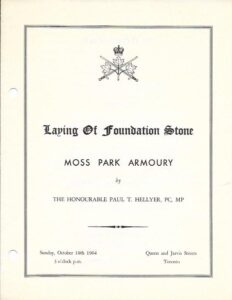 Laying Of Foundation Stone
MOSS PARK ARMOURY
by
THE HONOURABLE PAUL T. HELLYER, PC, MP
Sunday, October 18th 1964
3 o'clock p.m.
Queen and Jarvis Streets
Toronto